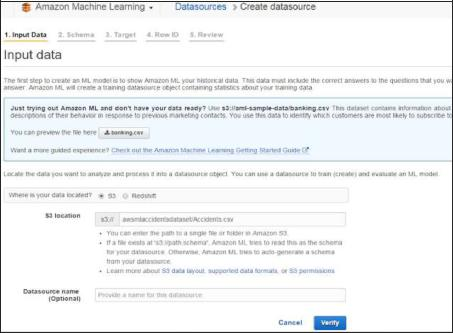 Amazon Machine Learning Datasources > Create datasource
1. Input Data 2. Schema 3. Target 4. Row ID 5. Review
Input data
The first step to create an ML model is to show Amazon ML your historical data. This data must include the correct answers to the questions that you
answer. Amazon ML will create a training datasource object containing statistics about your training data.
Just trying out Amazon ML and don't have your data ready? Use s3://aml-sample-data/banking.csv This dataset contains information about
descriptions of their behavior in response to previous marketing contacts. You use this data to identify which customers are most likely to subscribe to
You can preview the file here banking.csv
Want a more guided experience? Check out the Amazon Machine Learning Getting Started Guide
Locate the data you want to analyze and process it into a datasource object. You can use a datasource to train (create) and evaluate an ML model.
Where is your data located? S3 Redshift
S3 location s3:// awsmlaccidentsdataset/Accidents.csv
• You can enter the path to a single file or folder in Amazon S3.
• If a file exists at 's3://path.schema', Amazon ML tries to read this as the schema
for your datasource. Otherwise, Amazon ML tries to auto-generate a schema
from your datasource.
• Learn more about S3 data layout, supported data formats, or S3 permissions
Datasource name
(Optional)
Provide a name for this datasource
Cancel Verify